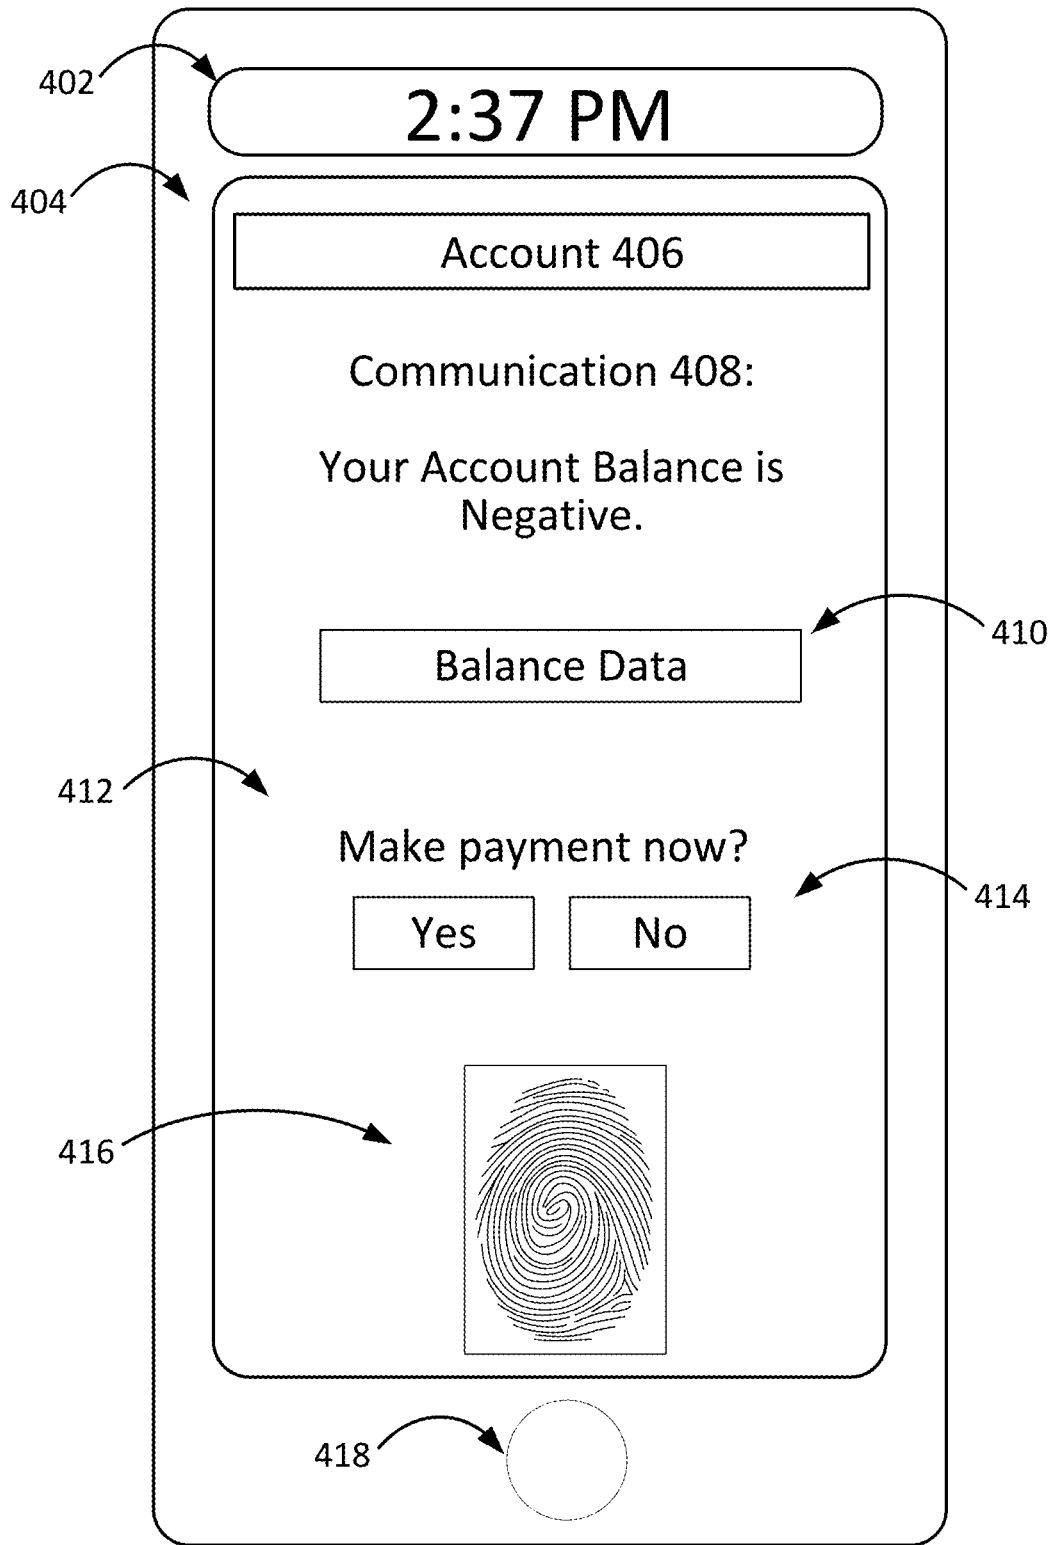 402
2:37 PM
404
Account 406
Communication 408:
Your Account Balance is
Negative.
410
Balance Data
412
Make payment now?
414
Yes No
416
418